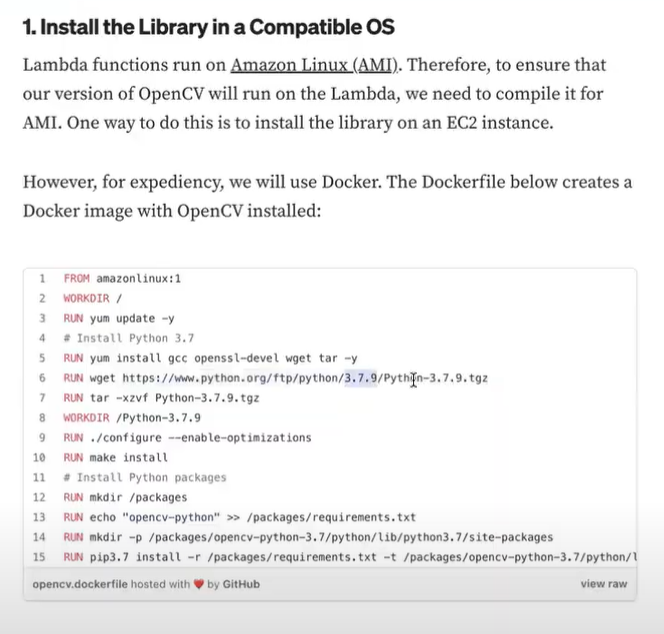 1. Install the Library in a Compatible OS
Lambda functions run on Amazon Linux (AMI). Therefore, to ensure that
our version of OpenCV will run on the Lambda, we need to compile it for
AMI. One way to do this is to install the library on an EC2 instance.
However, for expediency, we will use Docker. The Dockerfile below creates a
Docker image with OpenCV installed:
1 FROM amazonlinux:1
2 WORKDIR /
3 RUN yum update -y
4 # Install Python 3.7
5 RUN yum install gcc openssl-devel wget tar -y
6 RUN wget https://www.python.org/ftp/python/3.7.9/Python-3.7.9.tgz
7 RUN tar -xzvf Python-3.7.9.tgz
8 WORKDIR /Python-3.7.9
9 RUN ./configure --enable-optimizations
10 RUN make install
11 # Install Python packages
12 RUN mkdir /packages
13 RUN echo "opencv-python" >> /packages/requirements.txt
14 RUN mkdir -p /packages/opencv-python-3.7/python/lib/python3.7/site-packages
15 RUN pip3.7 install -r /packages/requirements.txt -t /packages/opencv-python-3.7/python/l
opencv.dockerfile hosted with ❤ by GitHub view raw